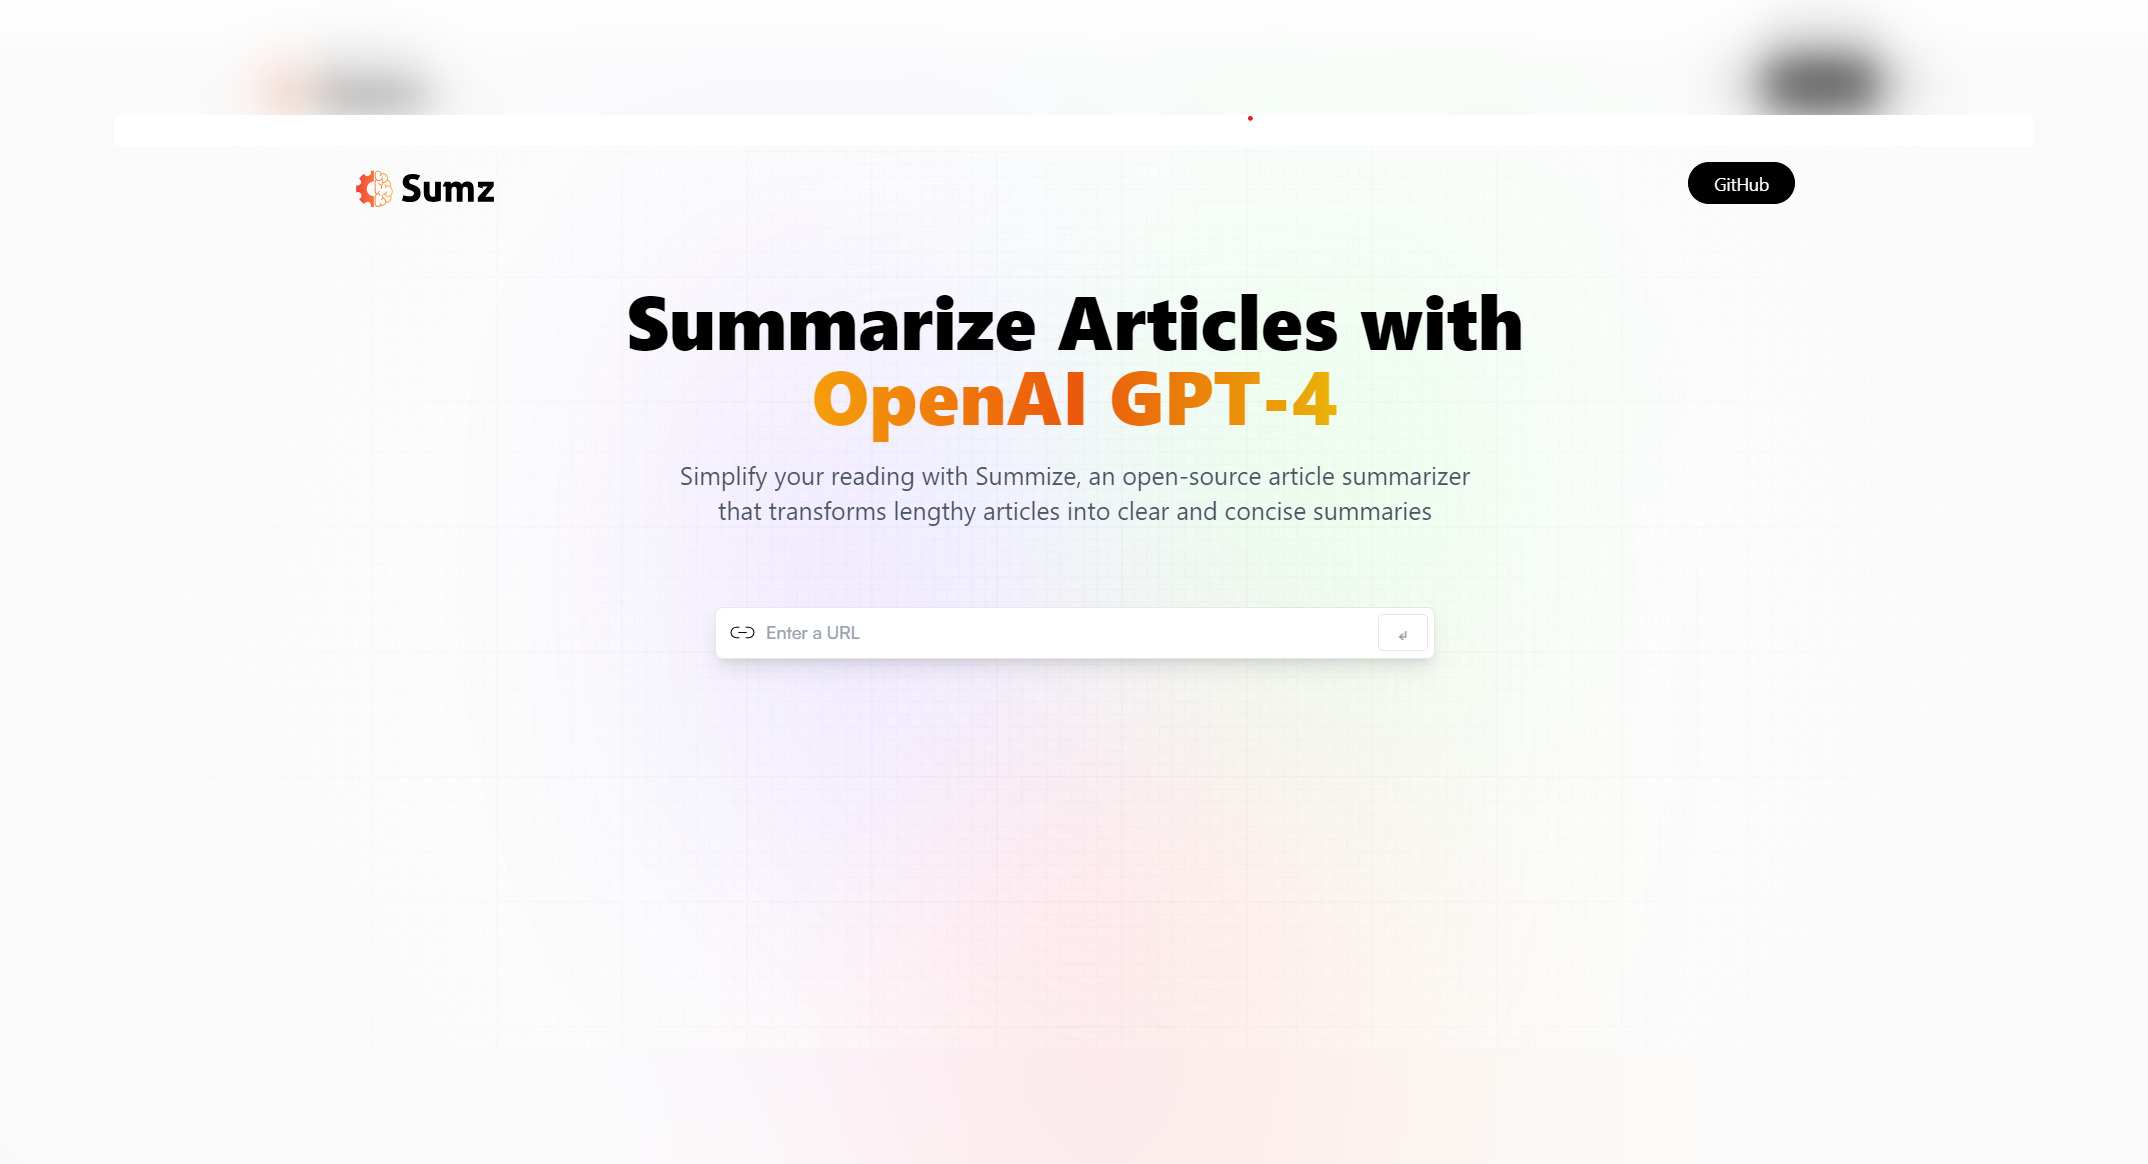 Sumz
GitHub
Summarize Articles with
OpenAI GPT-4
Simplify your reading with Summize, an open-source article summarizer
that transforms lengthy articles into clear and concise summaries
Enter a URL
↵